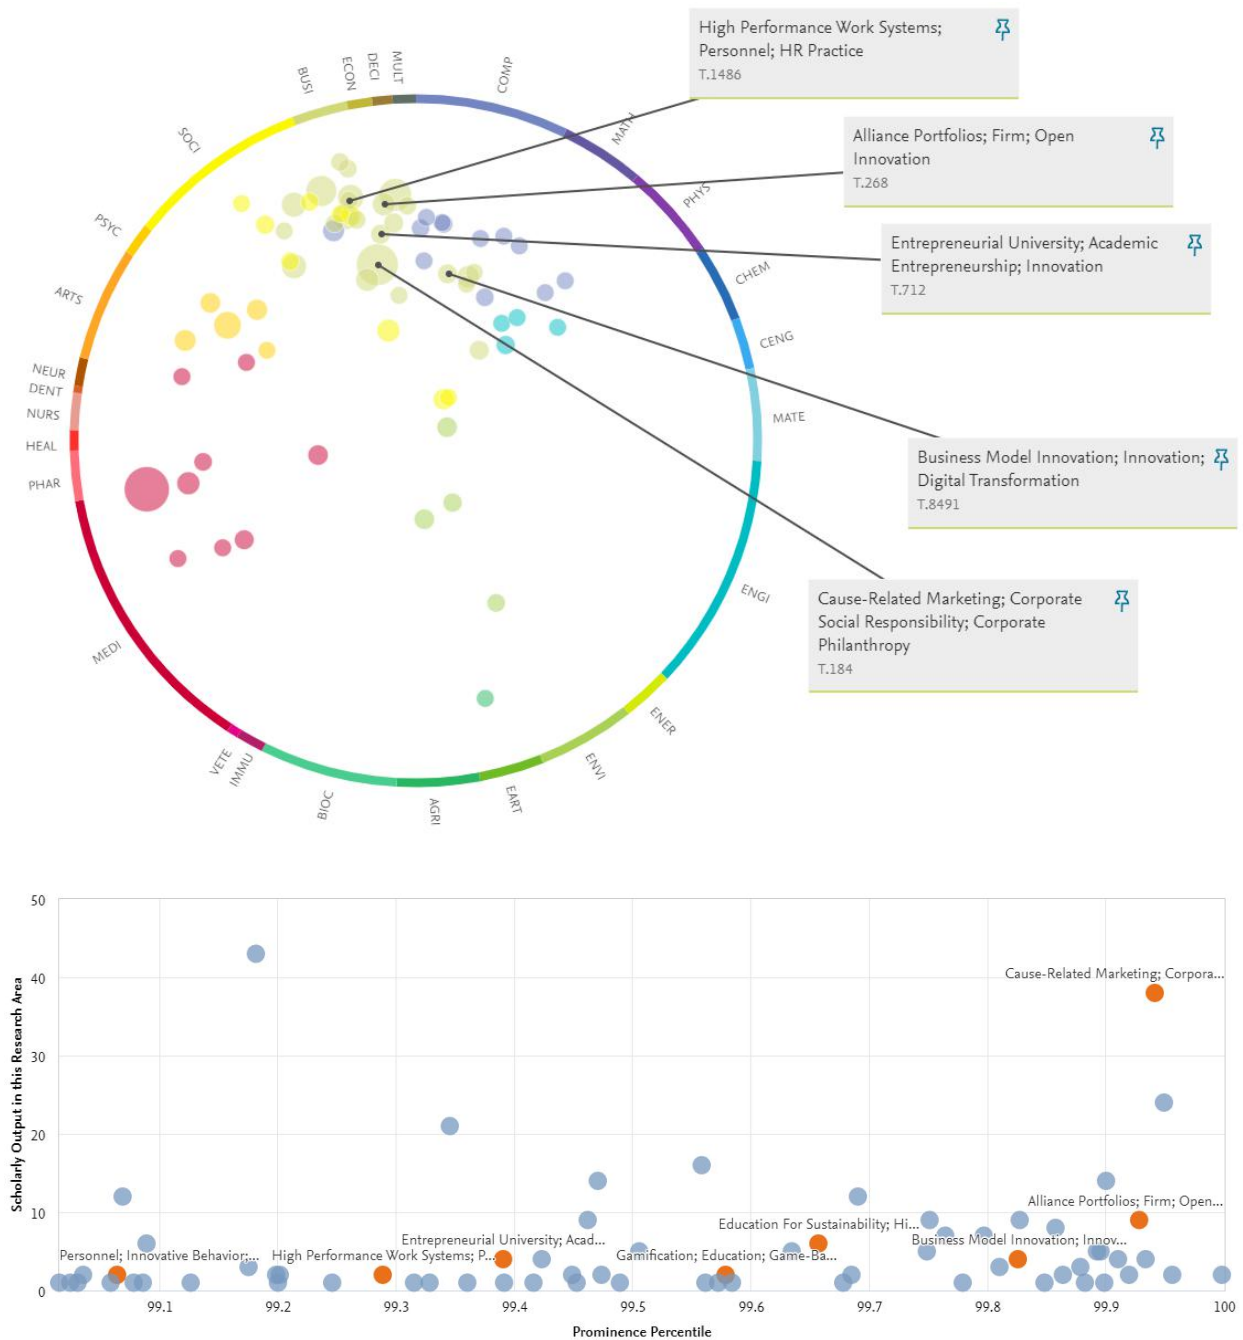 High Performance Work Systems;
Personnel; HR Practice
T.1486
Alliance Portfolios; Firm; Open
Innovation
T.268
Entrepreneurial University; Academic
Entrepreneurship; Innovation
T.712
Business Model Innovation; Innovation;
Digital Transformation
T.8491
Cause-Related Marketing; Corporate
Social Responsibility; Corporate
Philanthropy
T.184
COMP
MATH
PHYS
CHEM
CENG
MATE
ENGI
ENER
ENVI
EART
AGRI
BIOC
IMMU
VETE
MEDI
PHAR
HEAL
NURS
DENT
NEUR
ARTS
PSYC
SOCI
BUSI
ECON
DECI
MULT
Scholarly Output in this Research Area
50
40
30
20
10
0
Cause-Related Marketing; Corpora...
Alliance Portfolios; Firm; Open...
Education For Sustainability; Hi...
Entrepreneurial University; Acad...
Business Model Innovation; Innov...
Personnel; Innovative Behavior;...
High Performance Work Systems; P...
Gamification; Education; Game-Ba...
99.1
99.2
99.3
99.4
99.5
99.6
99.7
99.8
99.9
100
Prominence Percentile